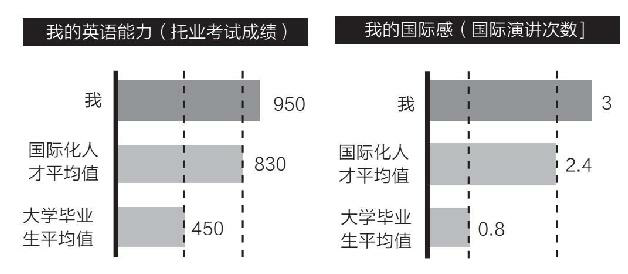 我的英语能力（托业考试成绩）
我 950
国际化人
才平均值 830
大学毕业
生平均值 450
我的国际感（国际演讲次数］
我 3
国际化人
才平均值 2.4
大学毕业
生平均值 0.8